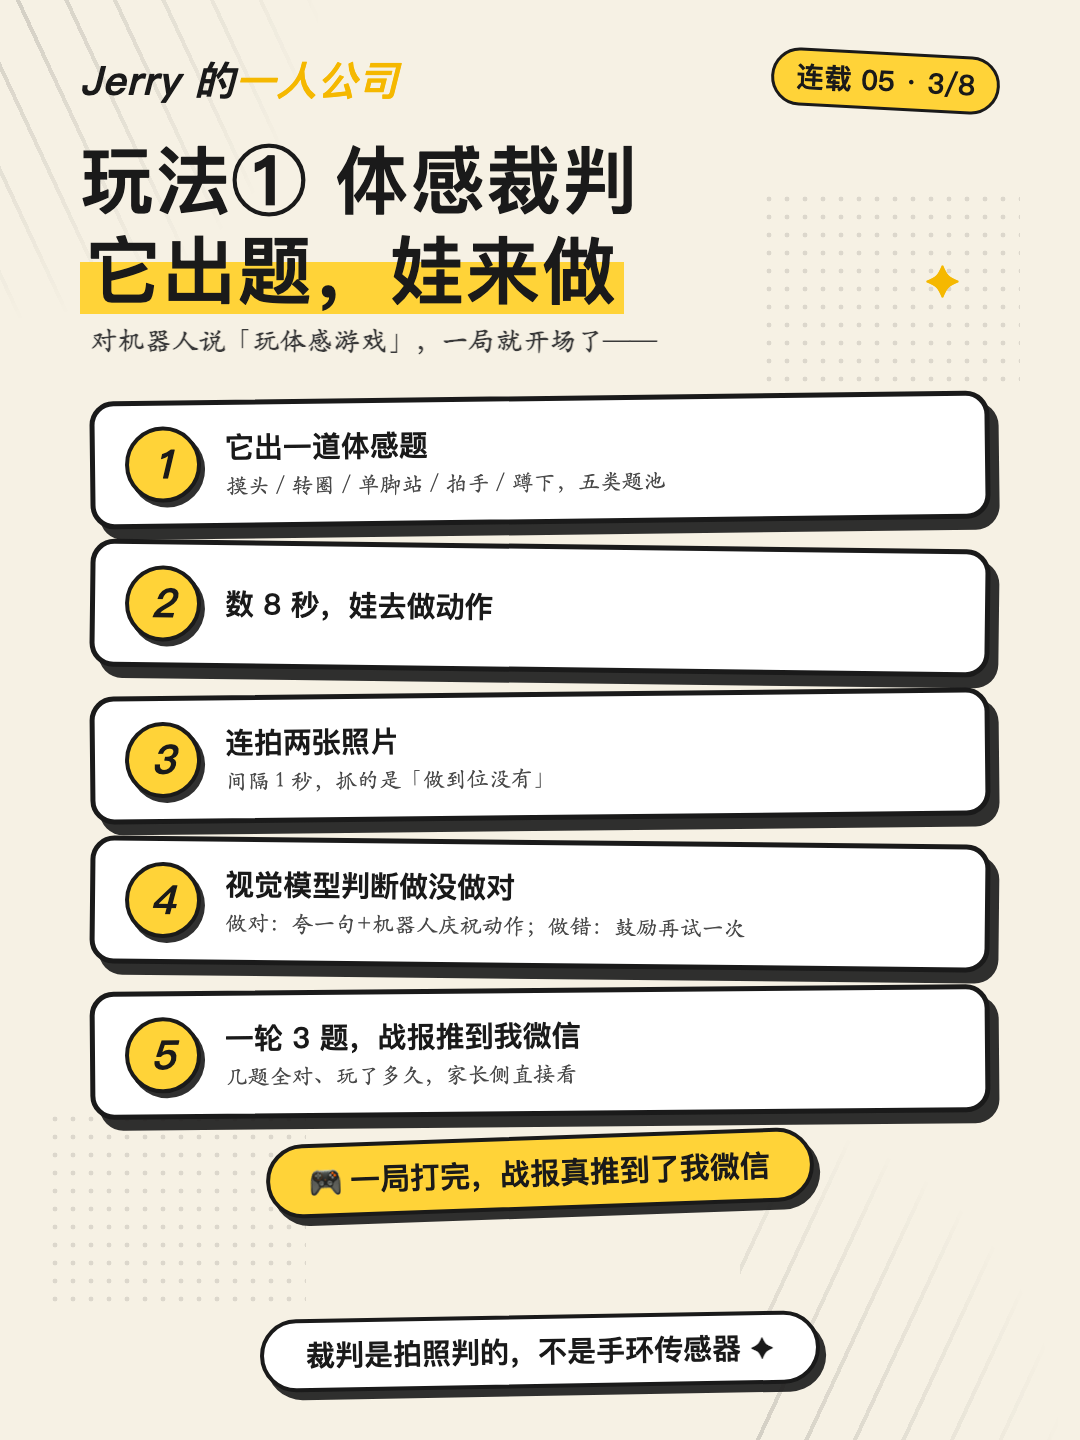 Jerry 的一人公司
连载 05 · 3/8
玩法① 体感裁判
它出题，娃来做
对机器人说「玩体感游戏」，一局就开场了——
1
它出一道体感题
摸头 / 转圈 / 单脚站 / 拍手 / 蹲下，五类题池
2
数 8 秒，娃去做动作
3
连拍两张照片
间隔 1 秒，抓的是「做到位没有」
4
视觉模型判断做没做对
做对：夸一句+机器人庆祝动作；做错：鼓励再试一次
5
一轮 3 题，战报推到我微信
几题全对、玩了多久，家长侧直接看
🎮 一局打完，战报真推到了我微信
裁判是拍照判的，不是手环传感器 ✦